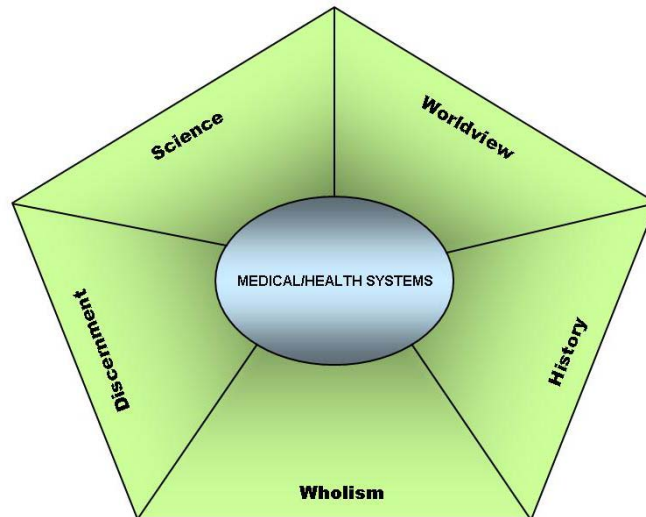 Science
Worldview
MEDICAL/HEALTH SYSTEMS
Discernment
History
Wholism